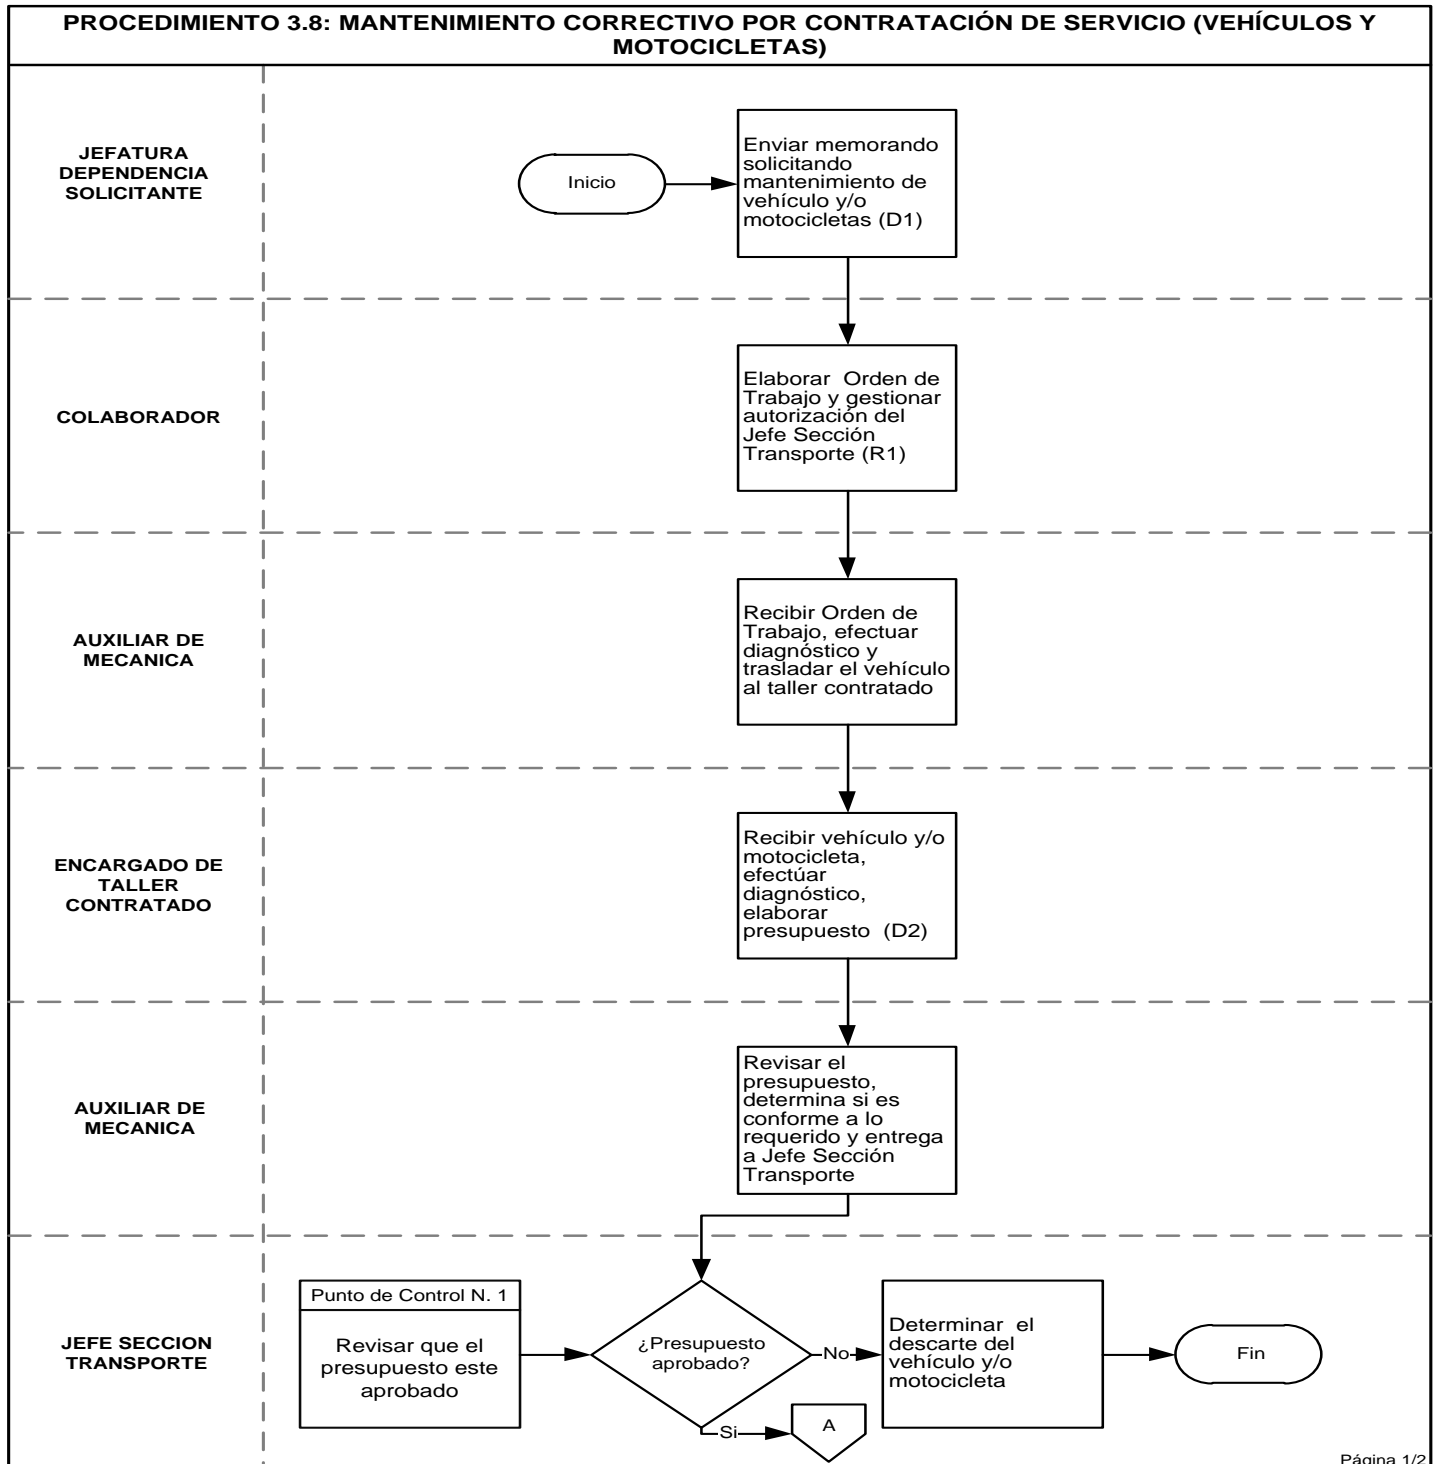 PROCEDIMIENTO 3.8: MANTENIMIENTO CORRECTIVO POR CONTRATACIÓN DE SERVICIO (VEHÍCULOS Y
MOTOCICLETAS)
JEFATURA
DEPENDENCIA
SOLICITANTE
Inicio
Enviar memorando
solicitando
mantenimiento de
vehículo y/o
motocicletas (D1)
COLABORADOR
Elaborar Orden de
Trabajo y gestionar
autorización del
Jefe Sección
Transporte (R1)
AUXILIAR DE
MECANICA
Recibir Orden de
Trabajo, efectuar
diagnóstico y
trasladar el vehículo
al taller contratado
ENCARGADO DE
TALLER
CONTRATADO
Recibir vehículo y/o
motocicleta,
efectúar
diagnóstico,
elaborar
presupuesto (D2)
AUXILIAR DE
MECANICA
Revisar el
presupuesto,
determina si es
conforme a lo
requerido y entrega
a Jefe Sección
Transporte
JEFE SECCION
TRANSPORTE
Punto de Control N. 1
Revisar que el
presupuesto este
aprobado
¿Presupuesto
aprobado?
No
Determinar el
descarte del
vehículo y/o
motocicleta
Fin
Si
A
Página 1/2